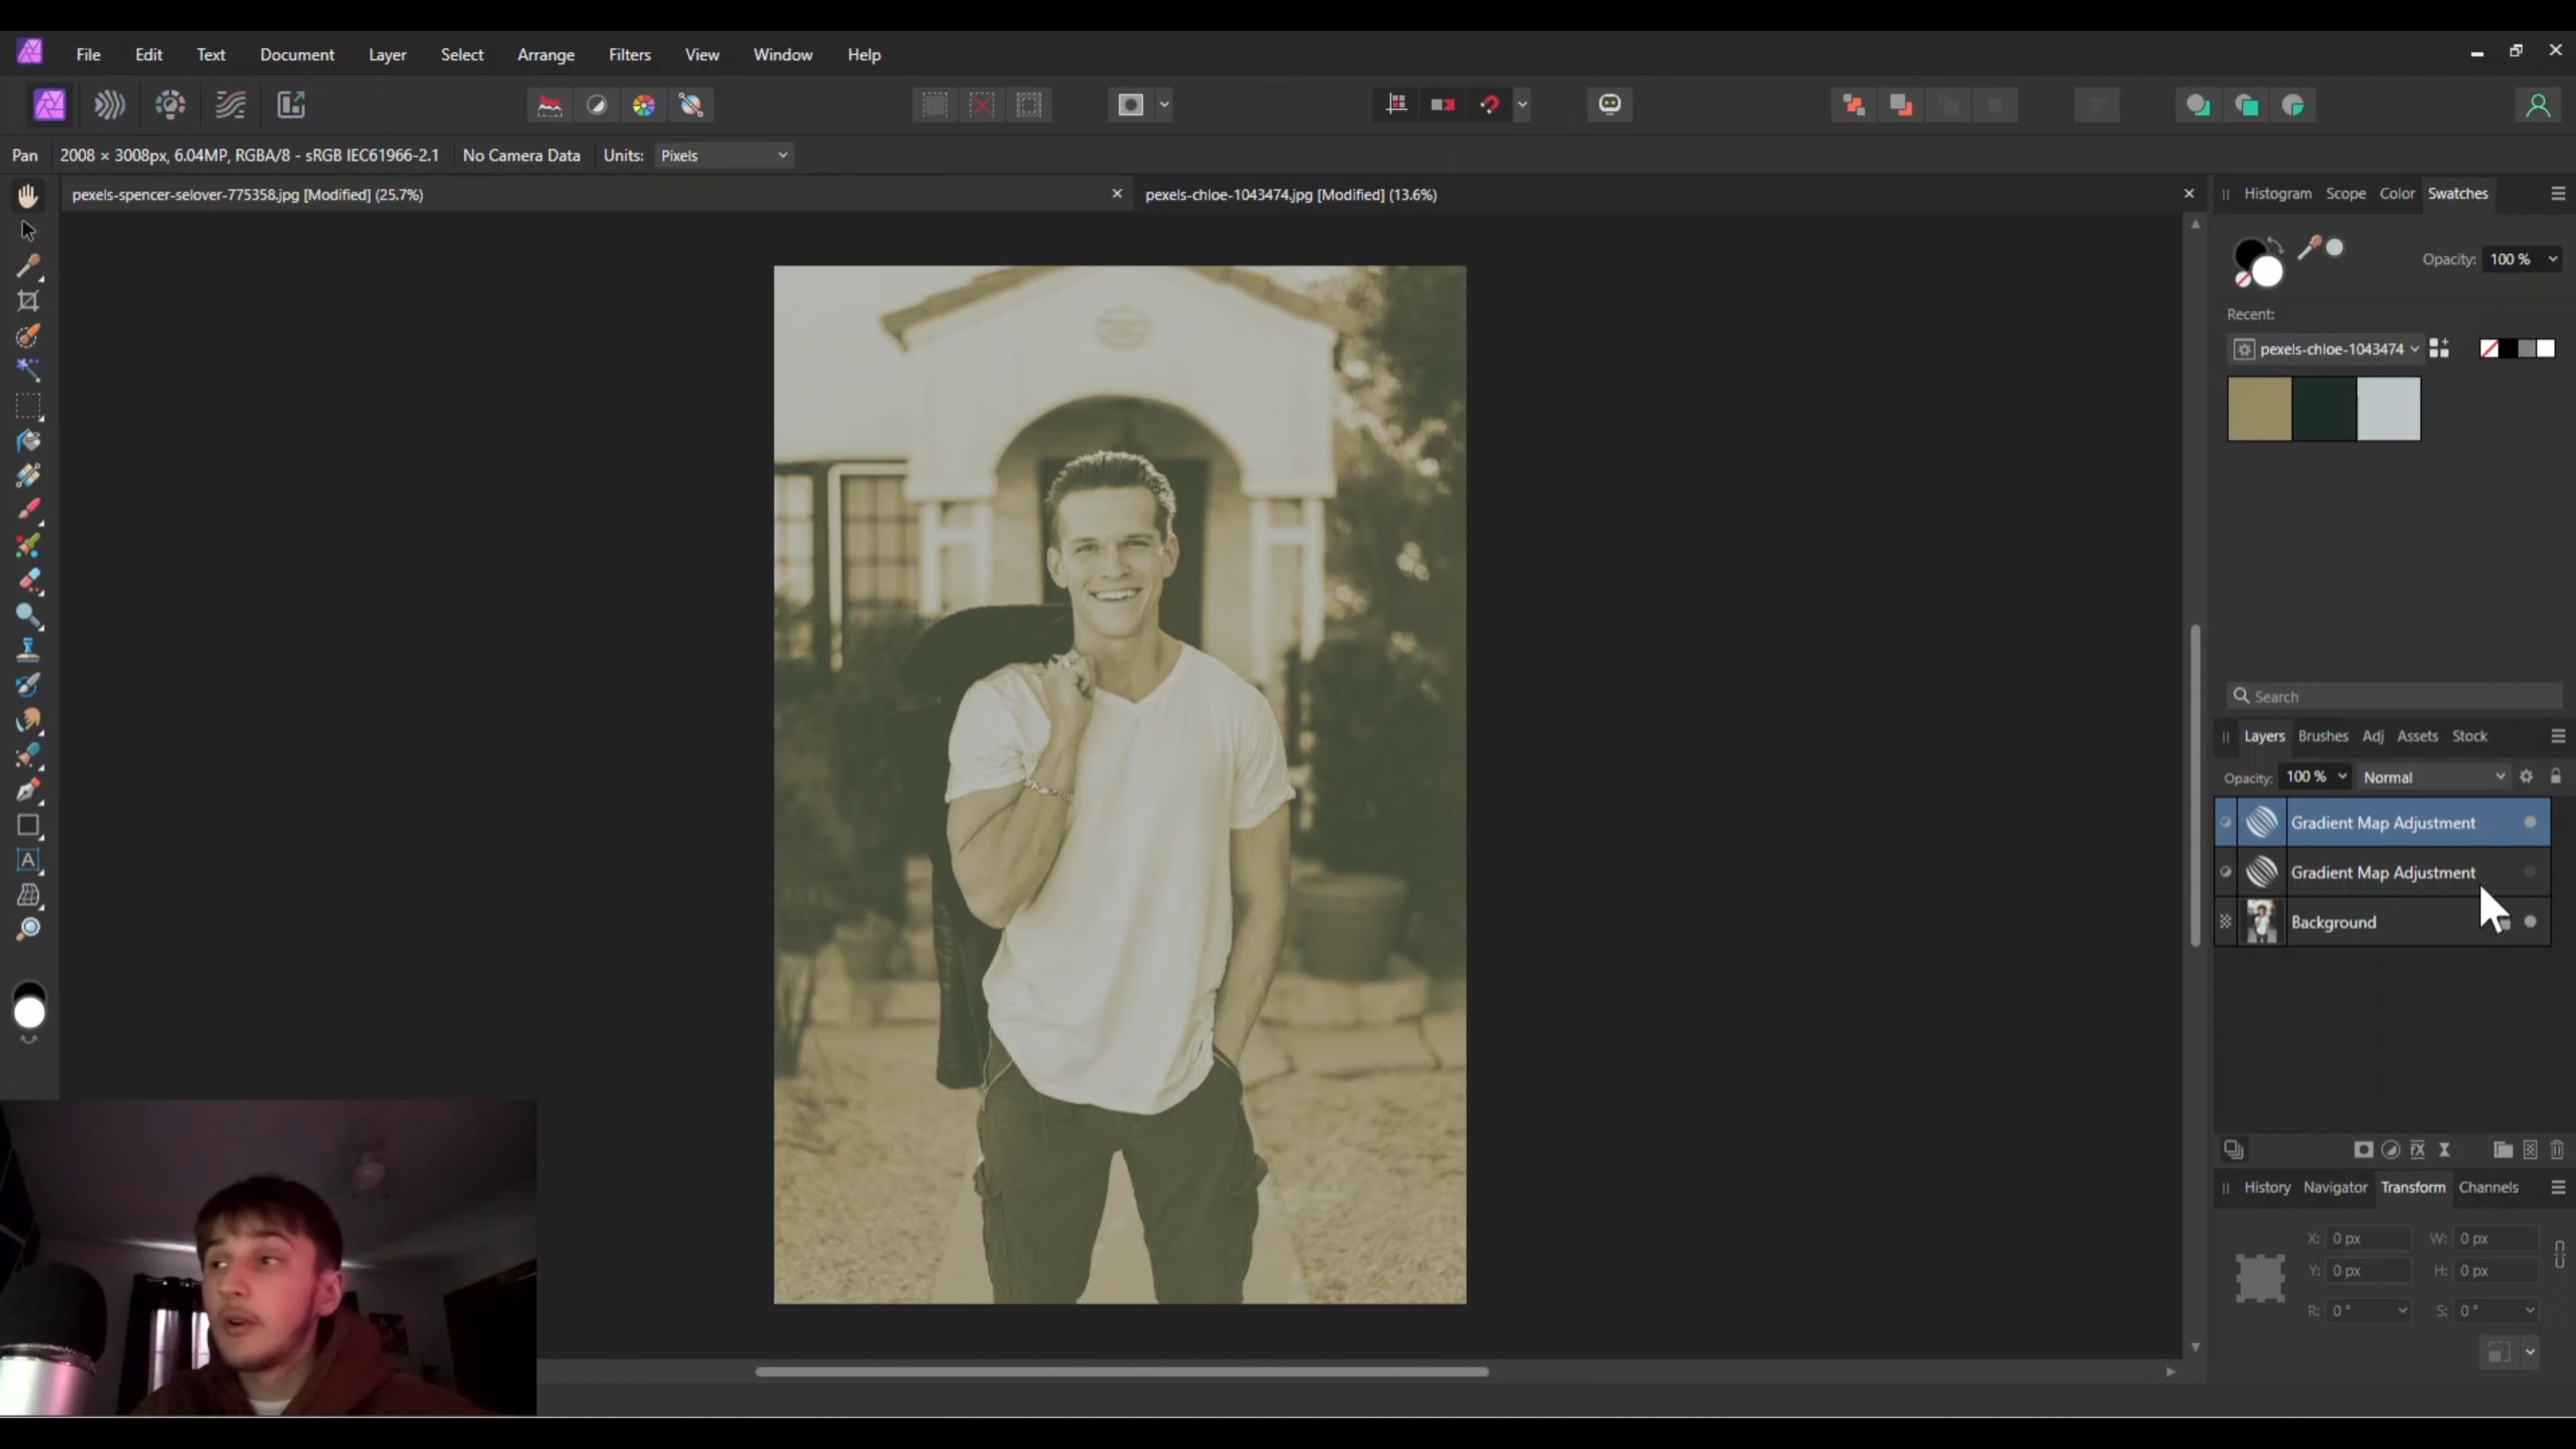 File Edit Text Document Layer Select Arrange Filters View Window Help
Pan 2008 × 3008px, 6.04MP, RGBA/8 - sRGB IEC61966-2.1 No Camera Data Units: Pixels
pexels-spencer-selover-775358.jpg [Modified] (25.7%) pexels-chloe-1043474.jpg [Modified] (13.6%)
Histogram Scope Color Swatches
Opacity: 100 %
Recent:
pexels-chloe-1043474
Search
Layers Brushes Adj Assets Stock
Opacity: 100 % Normal
Gradient Map Adjustment
Gradient Map Adjustment
Background
History Navigator Transform Channels
X: 0 px W: 0 px
Y: 0 px H: 0 px
R: 0 ° S: 0 °